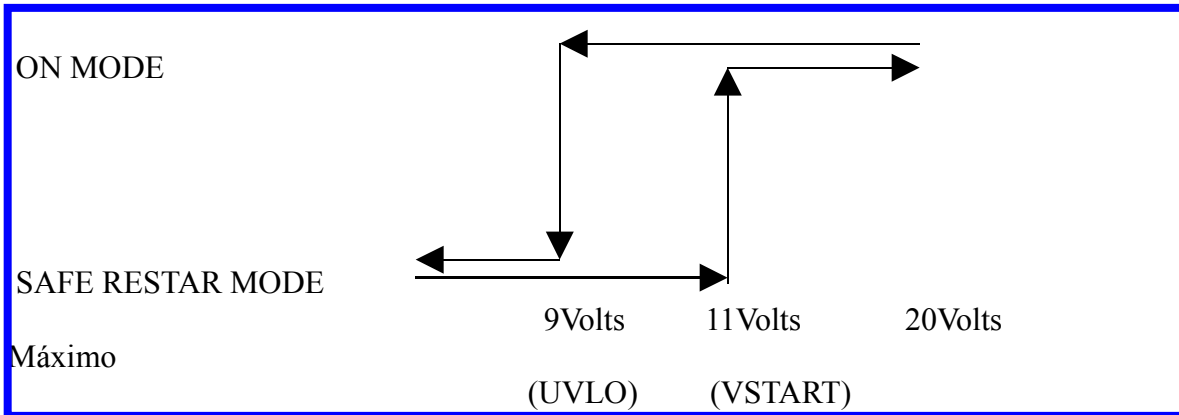 ON MODE
SAFE RESTAR MODE
9Volts 11Volts 20Volts
Máximo
(UVLO) (VSTART)